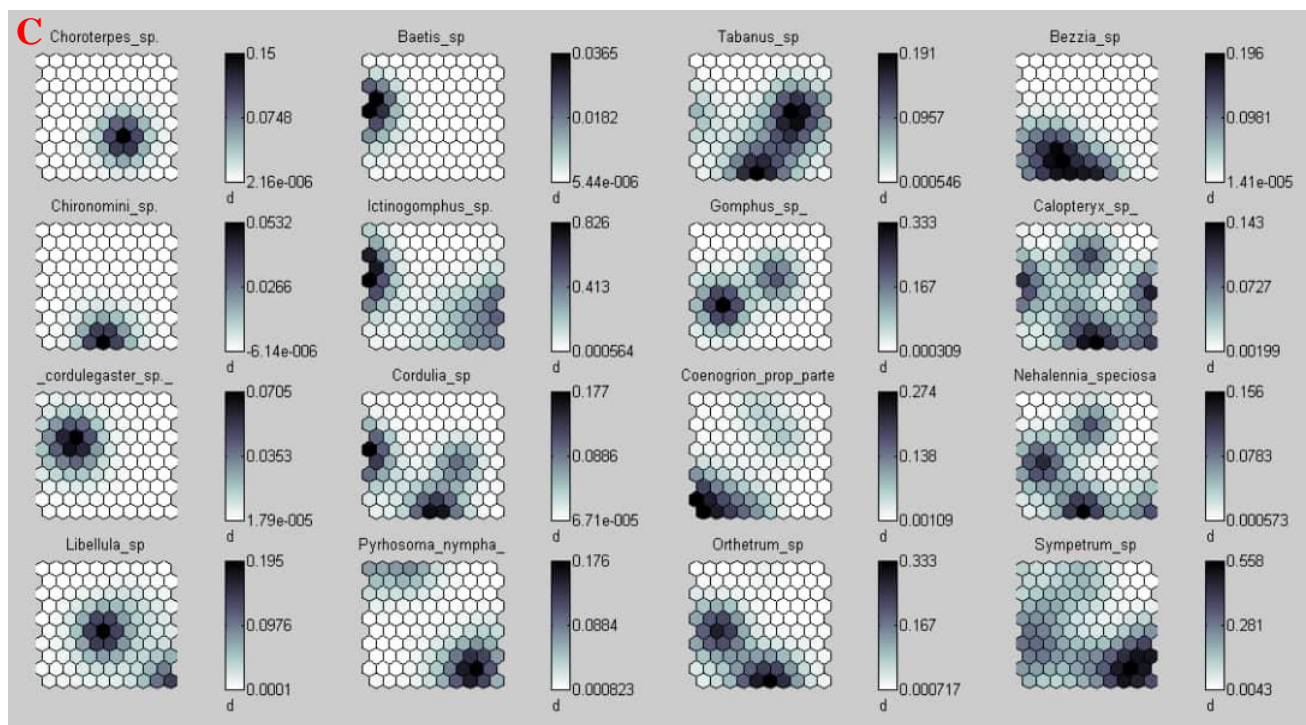 C
Choroterpes_sp.
0.15
0.0748
2.16e-006
d
Baetis_sp
0.0365
0.0182
5.44e-006
d
Tabanus_sp
0.191
0.0957
0.000546
d
Bezzia_sp
0.196
0.0981
1.41e-005
d
Chironomini_sp.
0.0532
0.0266
-6.14e-006
d
Ictinogomphus_sp.
0.826
0.413
0.000564
d
Gomphus_sp_
0.333
0.167
0.000309
d
Calopteryx_sp_
0.143
0.0727
0.00199
d
_cordulegaster_sp._
0.0705
0.0353
1.79e-005
d
Cordulia_sp
0.177
0.0886
6.71e-005
d
Coenogrion_prop_parte
0.274
0.138
0.00109
d
Nehalennia_speciosa
0.156
0.0783
0.000573
d
Libellula_sp
0.195
0.0976
0.0001
d
Pyrhosoma_nympha_
0.176
0.0884
0.000823
d
Orthetrum_sp
0.333
0.167
0.000717
d
Sympetrum_sp
0.558
0.281
0.0043
d